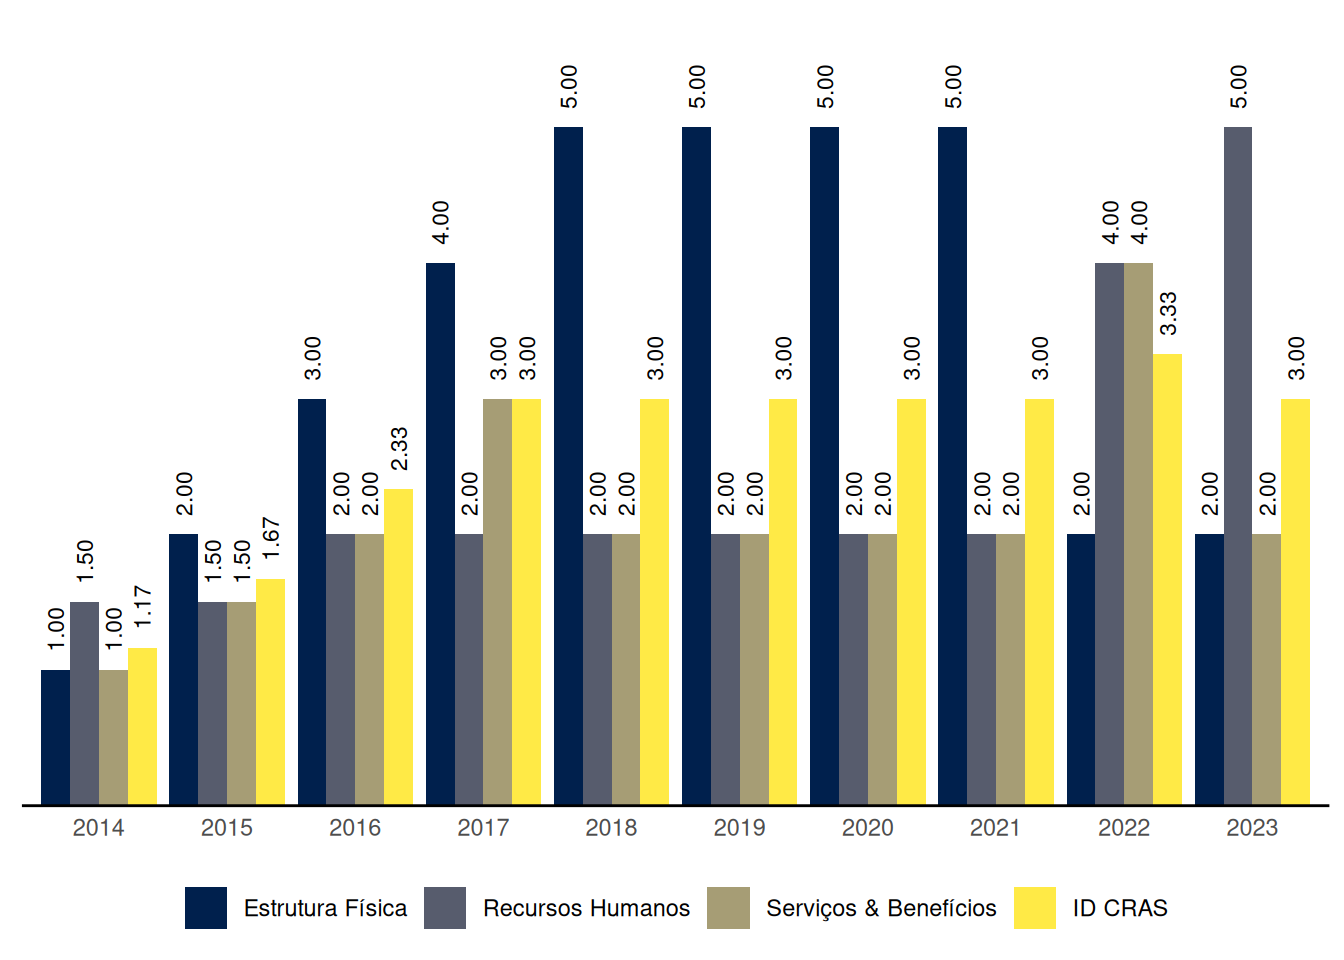 5.00 5.00 5.00 5.00 5.00
4.00 4.00 4.00
3.33
3.00 3.00 3.00 3.00 3.00 3.00 3.00 3.00
2.33
2.00 2.00 2.00 2.00 2.00 2.00 2.00 2.00 2.00 2.00 2.00 2.00 2.00 2.00 2.00
1.67
1.50 1.50 1.50
1.17
1.00 1.00
2014 2015 2016 2017 2018 2019 2020 2021 2022 2023
Estrutura Física Recursos Humanos Serviços & Benefícios ID CRAS